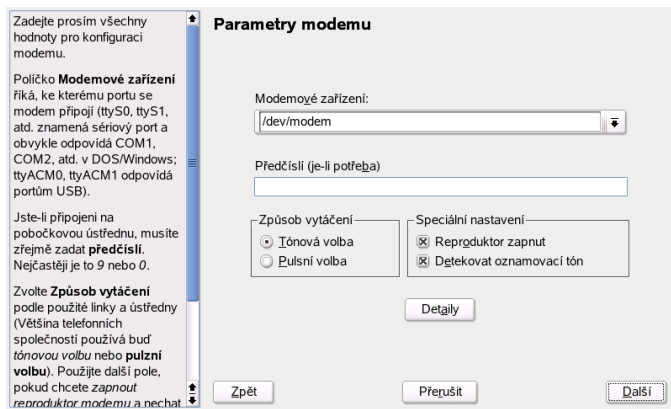 Zadejte prosím všechny
hodnoty pro konfiguraci
modemu.
Políčko Modemové zařízení
říká, ke kterému portu se
modem připojí (ttyS0, ttyS1,
atd. znamená sériový port a
obvykle odpovídá COM1,
COM2, atd. v DOS/Windows;
ttyACM0, ttyACM1 odpovídá
portům USB).
Jste-li připojeni na
pobočkovou ústřednu, musíte
zřejmě zadat předčíslí.
Nejčastěji je to 9 nebo 0.
Zvolte Způsob vytáčení
podle použité linky a ústředny
(Většina telefonních
společností používá buď
tónovou volbu nebo pulzní
volbu). Použijte další pole,
pokud chcete zapnout
reproduktor modemu a nechat
Parametry modemu
Modemové zařízení:
/dev/modem
Předčíslí (je-li potřeba)
Způsob vytáčení
Tónová volba
Pulsní volba
Speciální nastavení
Reproduktor zapnut
Detekovat oznamovací tón
Detaily
Zpět
Přerušit
Další